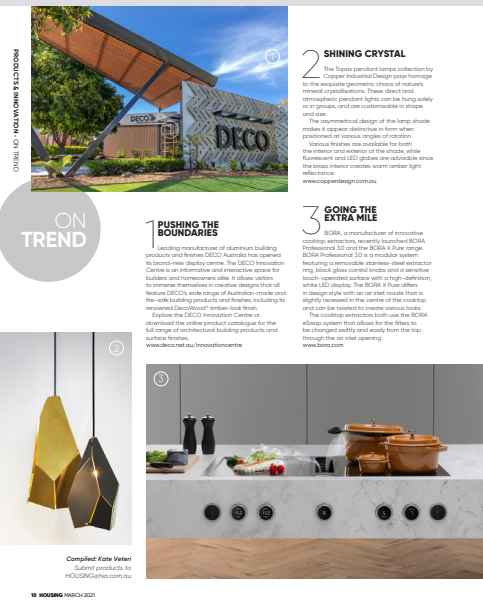 PRODUCTS & INNOVATION - ON TREND
1
DECO
DECO
ON
TREND
1 PUSHING THE
BOUNDARIES
Leading manufacturer of aluminium building
products and finishes DECO Australia has opened
its brand-new display centre. The DECO Innovation
Centre is an informative and interactive space for
builders and homeowners alike. It allows visitors
to immerse themselves in creative designs that all
feature DECO's wide range of Australian-made and
fire-safe building products and finishes, including its
renowned DecoWood® timber-look finish.
Explore the DECO Innovation Centre or
download the online product catalogue for the
full range of architectural building products and
surface finishes.
www.deco.net.au/innovationcentre
2 SHINING CRYSTAL
The Topaz pendant lamps collection by
Copper Industrial Design pays homage
to the exquisite geometric chaos of nature's
mineral crystallisations. These direct and
atmospheric pendant lights can be hung solely
or in groups, and are customisable in shape
and size.
The asymmetrical design of the lamp shade
makes it appear distinctive in form when
positioned at various angles of rotation.
Various finishes are available for both
the interior and exterior of the shade, while
fluorescent and LED globes are advisable since
the brass interior creates warm amber light
reflectance.
www.copperdesign.com.au
3 GOING THE
EXTRA MILE
BORA, a manufacturer of innovative
cooktop extractors, recently launched BORA
Professional 3.0 and the BORA X Pure range.
BORA Professional 3.0 is a modular system
featuring a removable stainless-steel extractor
ring, black glass control knobs and a sensitive
touch-operated surface with a high-definition,
white LED display. The BORA X Pure differs
in design style with an air inlet nozzle that is
slightly recessed in the centre of the cooktop
and can be twisted to create various looks.
The cooktop extractors both use the BORA
eSwap system that allows for the filters to
be changed swiftly and easily from the top
through the air inlet opening.
www.bora.com
2
3
Compiled: Kate Veteri
Submit products to
HOUSING@hia.com.au
10 HOUSING MARCH 2021